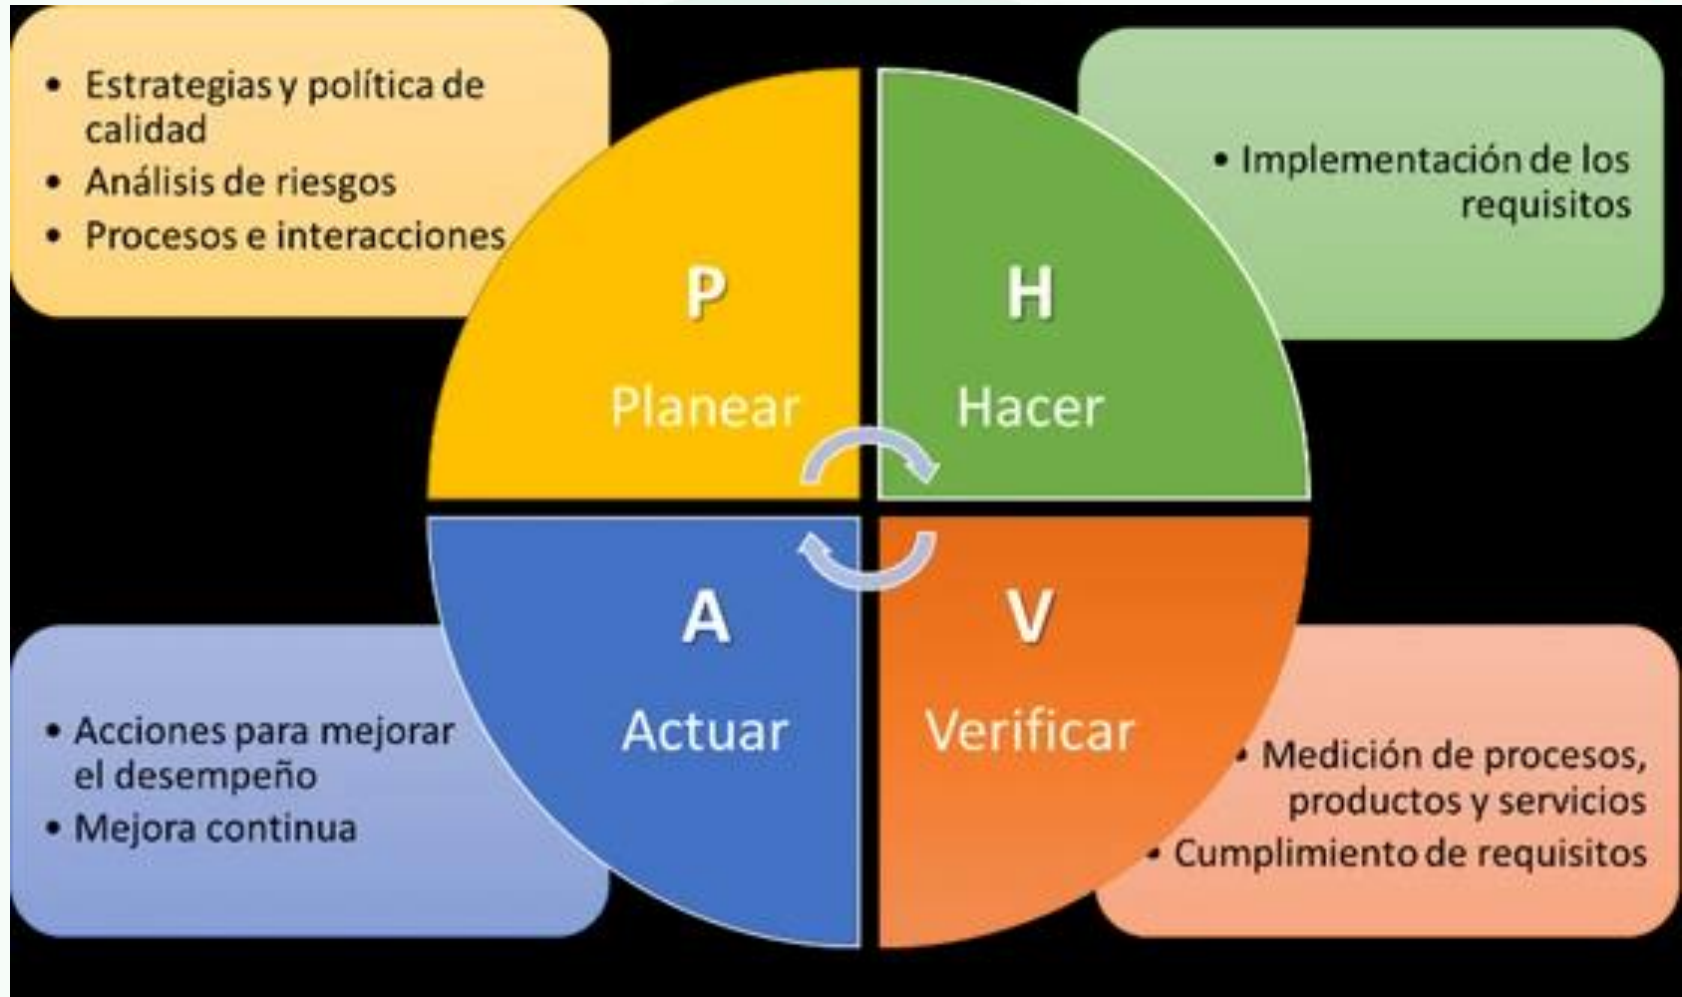 • Estrategias y política de
calidad
• Análisis de riesgos
• Procesos e interacciones
P
Planear
H
Hacer
• Implementación de los
requisitos
A
Actuar
• Acciones para mejorar
el desempeño
• Mejora continua
V
Verificar
• Medición de procesos,
productos y servicios
• Cumplimiento de requisitos